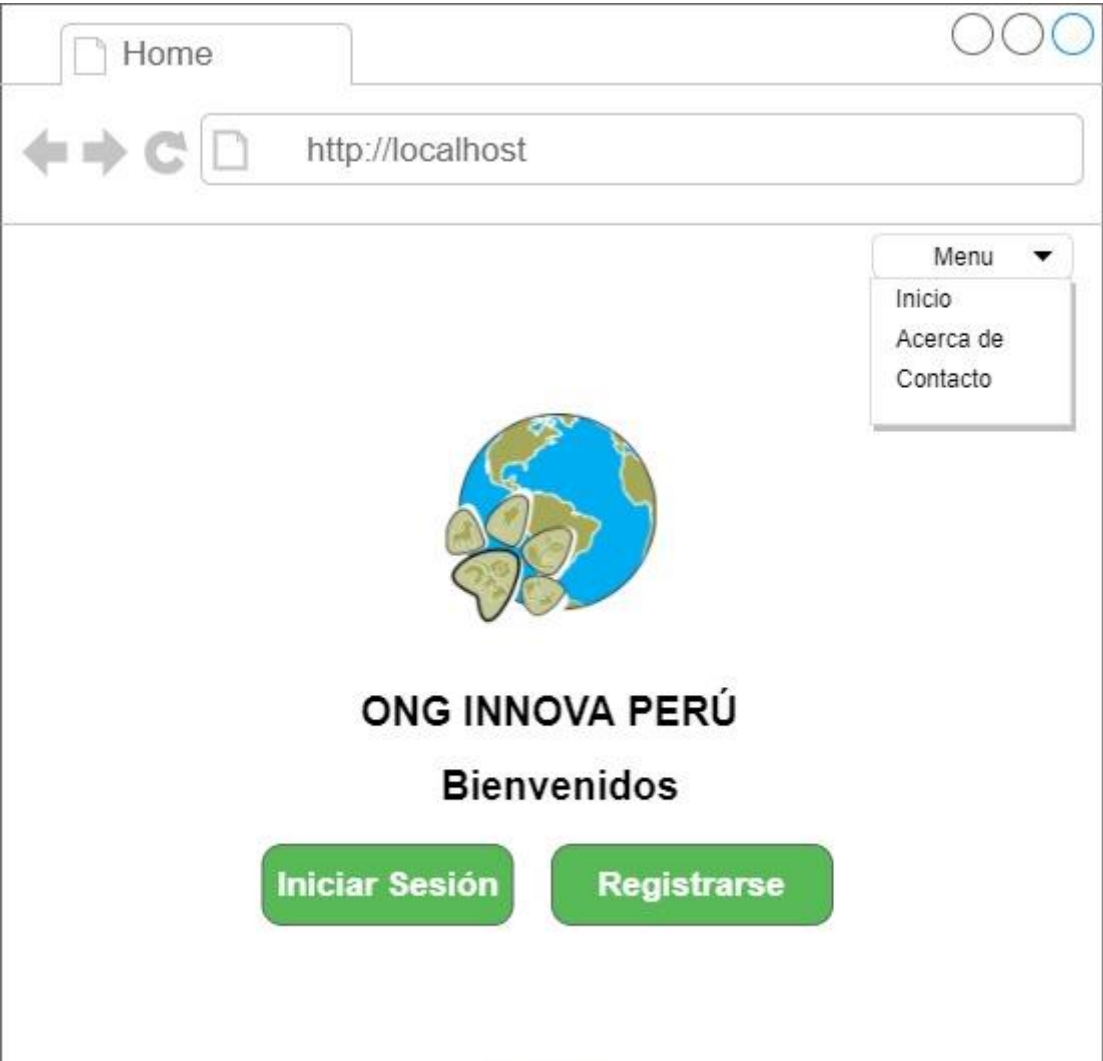 Home
http://localhost
Menu
Inicio
Acerca de
Contacto
ONG INNOVA PERÚ
Bienvenidos
Iniciar Sesión
Registrarse